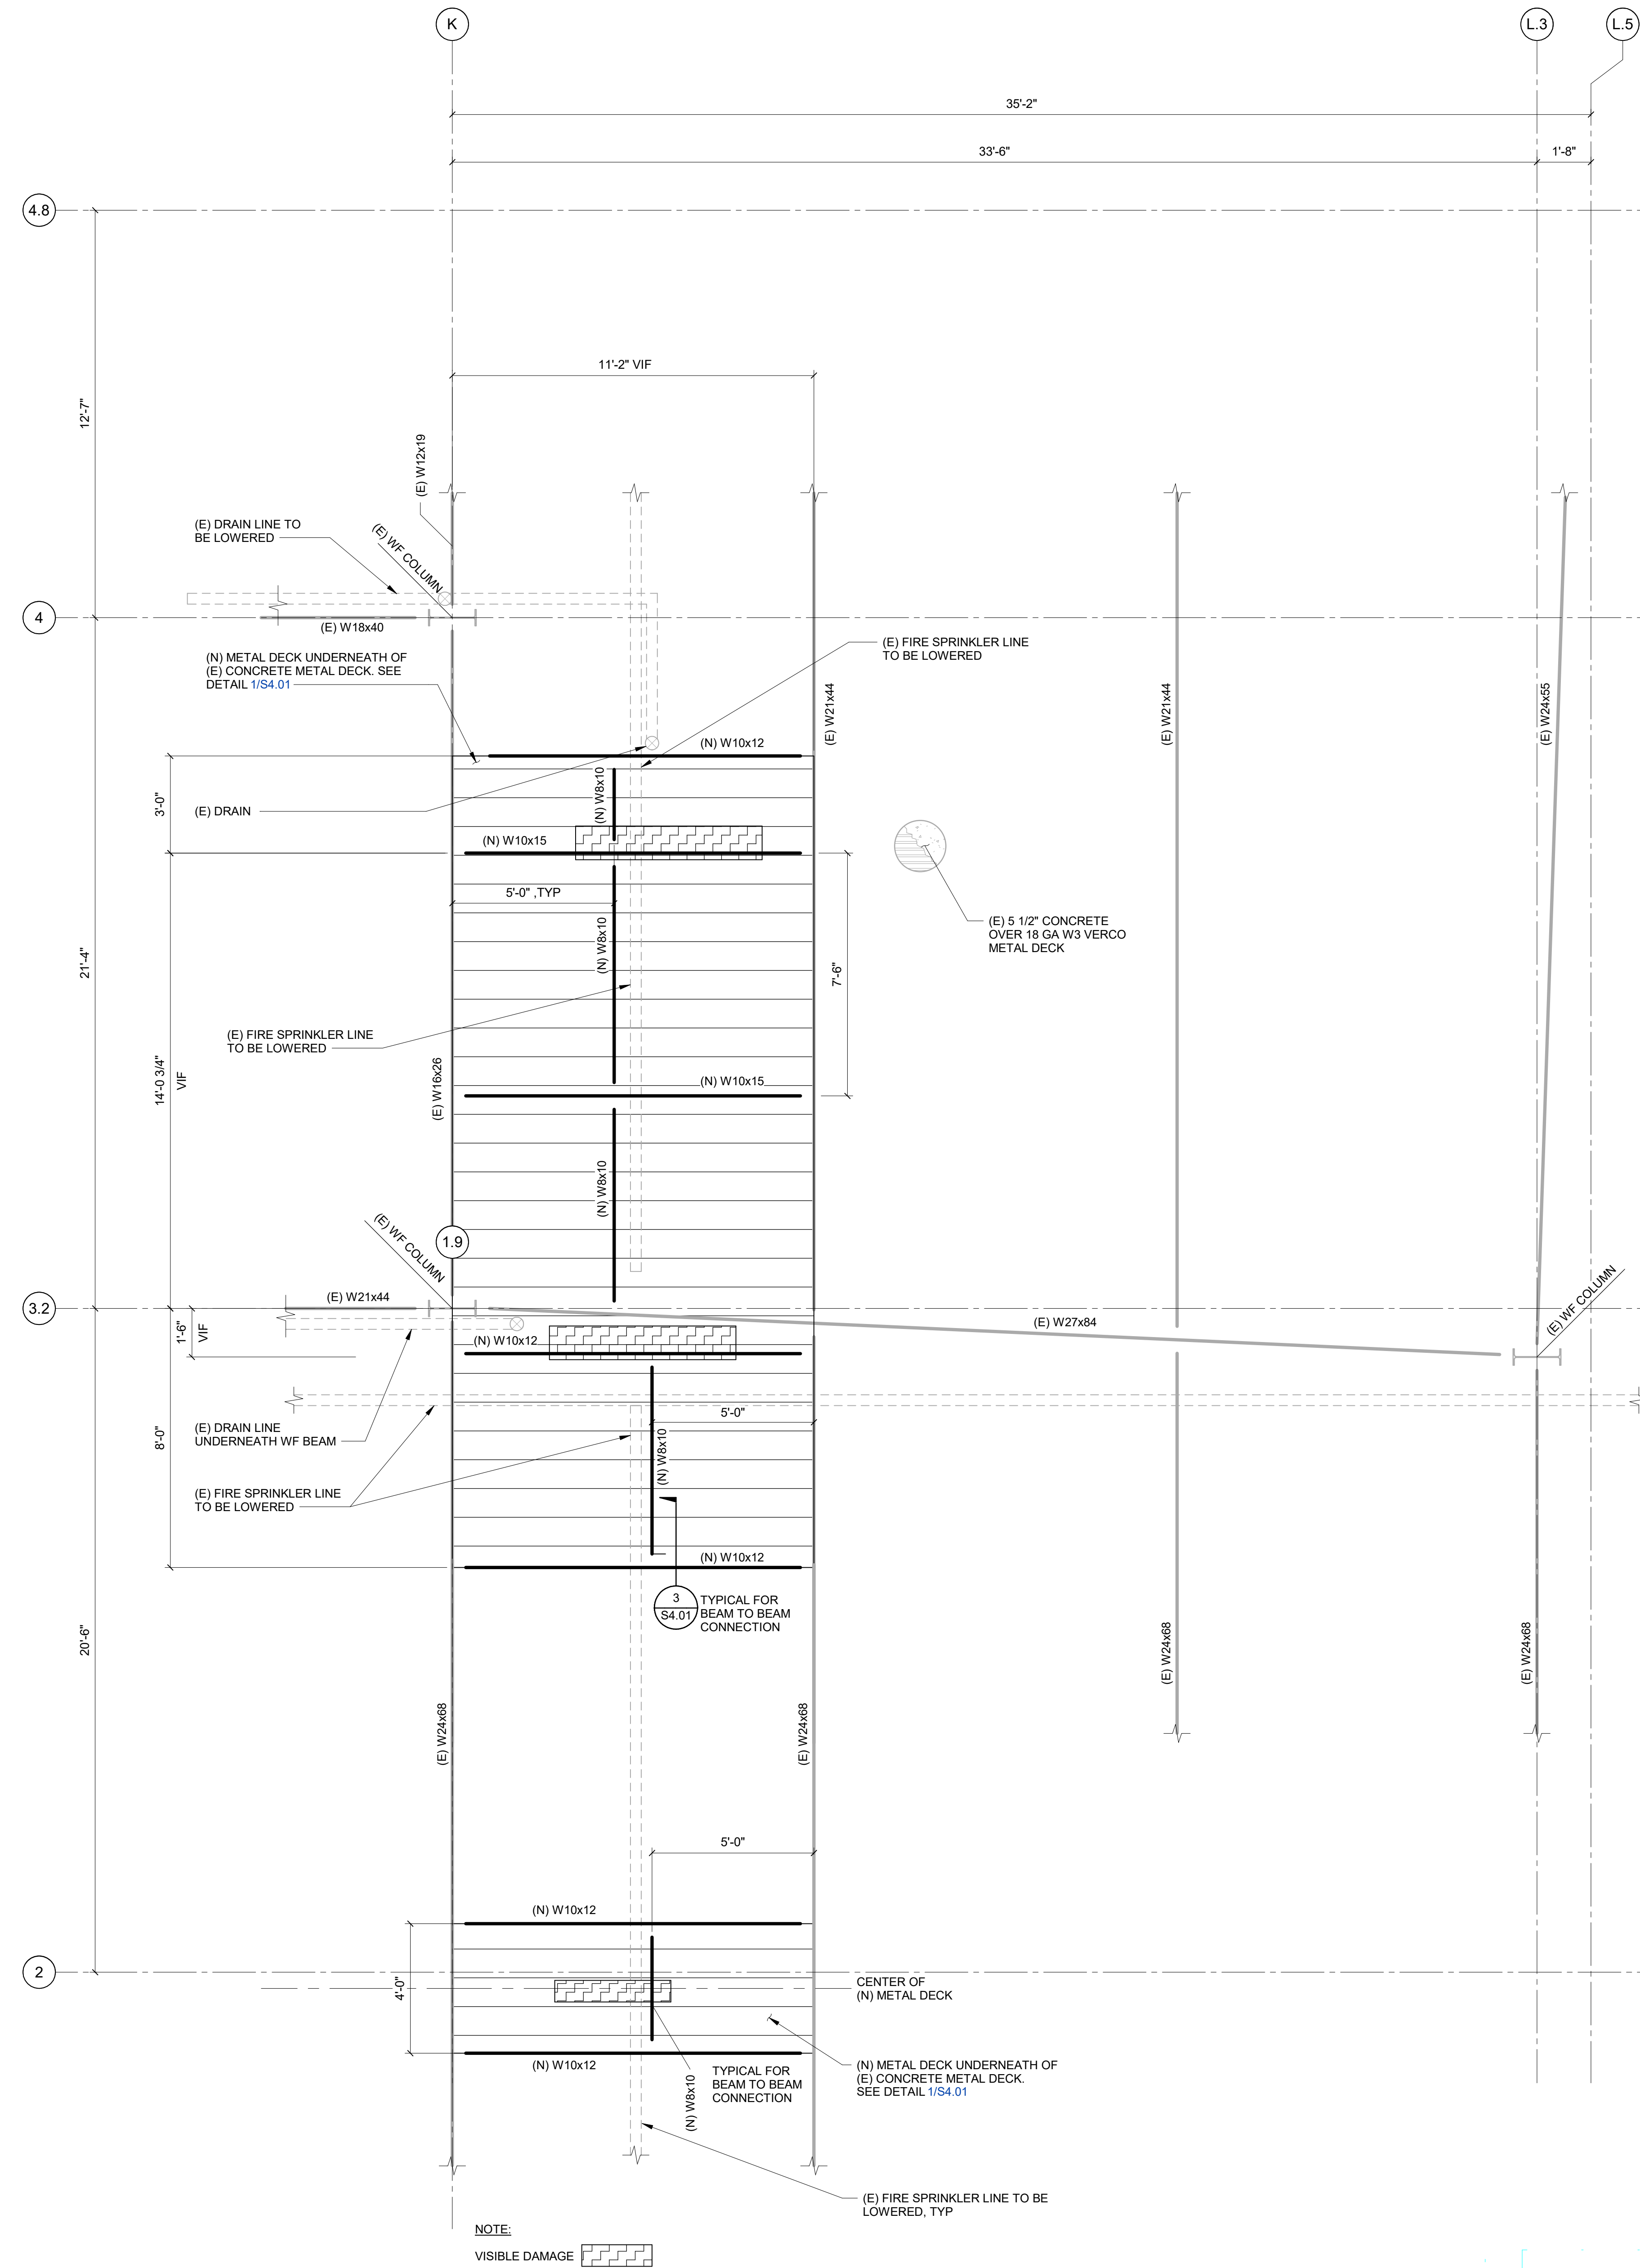 K
L.3
L.5
35'-2"
33'-6"
1'-8"
4.8
12'-7"
11'-2" VIF
(E) W12x19
(E) DRAIN LINE TO
BE LOWERED
(E) WF COLUMN
4
(E) W18x40
(N) METAL DECK UNDERNEATH OF
(E) CONCRETE METAL DECK. SEE
DETAIL 1/S4.01
(E) FIRE SPRINKLER LINE
TO BE LOWERED
(E) W21x44
(E) W21x44
(E) W24x55
(N) W10x12
(N) W8x10
3'-0"
(E) DRAIN
(N) W10x15
5'-0" ,TYP
(N) W8x10
(E) 5 1/2" CONCRETE
OVER 18 GA W3 VERCO
METAL DECK
21'-4"
7'-6"
(E) FIRE SPRINKLER LINE
TO BE LOWERED
14'-0 3/4"
VIF
(E) W16x26
(N) W10x15
(N) W8x10
(E) WF COLUMN
1.9
3.2
(E) W21x44
1'-6"
VIF
(N) W10x12
(E) W27x84
(E) WF COLUMN
(E) DRAIN LINE
UNDERNEATH WF BEAM
8'-0"
5'-0"
(N) W8x10
(E) FIRE SPRINKLER LINE
TO BE LOWERED
(N) W10x12
3
S4.01
TYPICAL FOR
BEAM TO BEAM
CONNECTION
20'-6"
(E) W24x68
(E) W24x68
(E) W24x68
(E) W24x68
5'-0"
(N) W10x12
2
4'-0"
CENTER OF
(N) METAL DECK
(N) W10x12
(N) W8x10
TYPICAL FOR
BEAM TO BEAM
CONNECTION
(N) METAL DECK UNDERNEATH OF
(E) CONCRETE METAL DECK.
SEE DETAIL 1/S4.01
(E) FIRE SPRINKLER LINE TO BE
LOWERED, TYP
NOTE:
VISIBLE DAMAGE